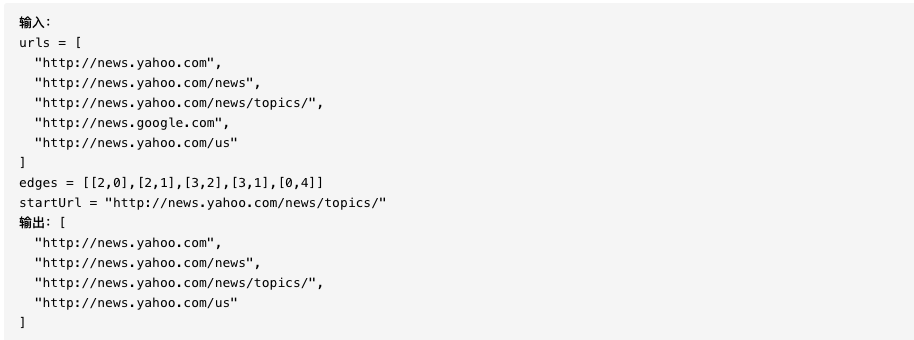 输入：
urls = [
  "http://news.yahoo.com",
  "http://news.yahoo.com/news",
  "http://news.yahoo.com/news/topics/",
  "http://news.google.com",
  "http://news.yahoo.com/us"
]
edges = [[2,0],[2,1],[3,2],[3,1],[0,4]]
startUrl = "http://news.yahoo.com/news/topics/"
输出：[
  "http://news.yahoo.com",
  "http://news.yahoo.com/news",
  "http://news.yahoo.com/news/topics/",
  "http://news.yahoo.com/us"
]